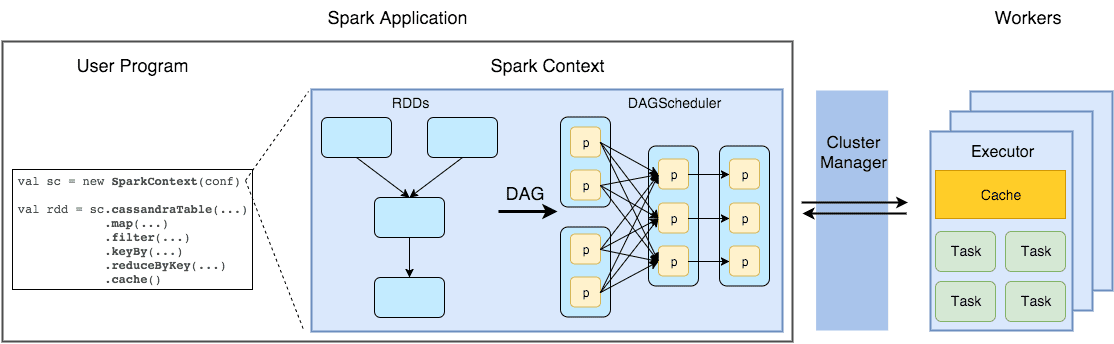 Spark Application
Workers
User Program
Spark Context
RDDs
DAGScheduler
val sc = new SparkContext(conf)
val rdd = sc.cassandraTable(...)
.map(...)
.filter(...)
.keyBy(...)
.reduceByKey(...)
.cache()
DAG
p
p
p
p
p
p
p
p
p
p
Cluster
Manager
Executor
Cache
Task
Task
Task
Task